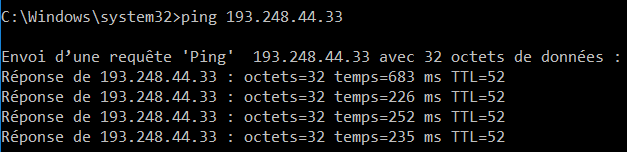 C:\Windows\system32>ping 193.248.44.33
Envoi d’une requête 'Ping'  193.248.44.33 avec 32 octets de données :
Réponse de 193.248.44.33 : octets=32 temps=683 ms TTL=52
Réponse de 193.248.44.33 : octets=32 temps=226 ms TTL=52
Réponse de 193.248.44.33 : octets=32 temps=252 ms TTL=52
Réponse de 193.248.44.33 : octets=32 temps=235 ms TTL=52